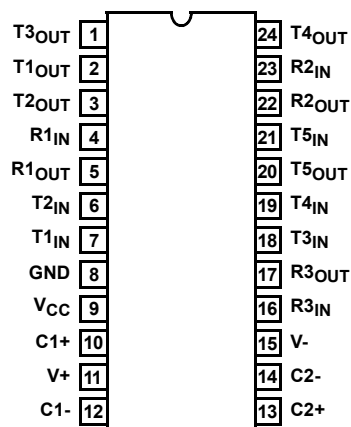 T3OUT 1 24 T4OUT
T1OUT 2 23 R2IN
T2OUT 3 22 R2OUT
R1IN 4 21 T5IN
R1OUT 5 20 T5OUT
T2IN 6 19 T4IN
T1IN 7 18 T3IN
GND 8 17 R3OUT
VCC 9 16 R3IN
C1+ 10 15 V-
V+ 11 14 C2-
C1- 12 13 C2+